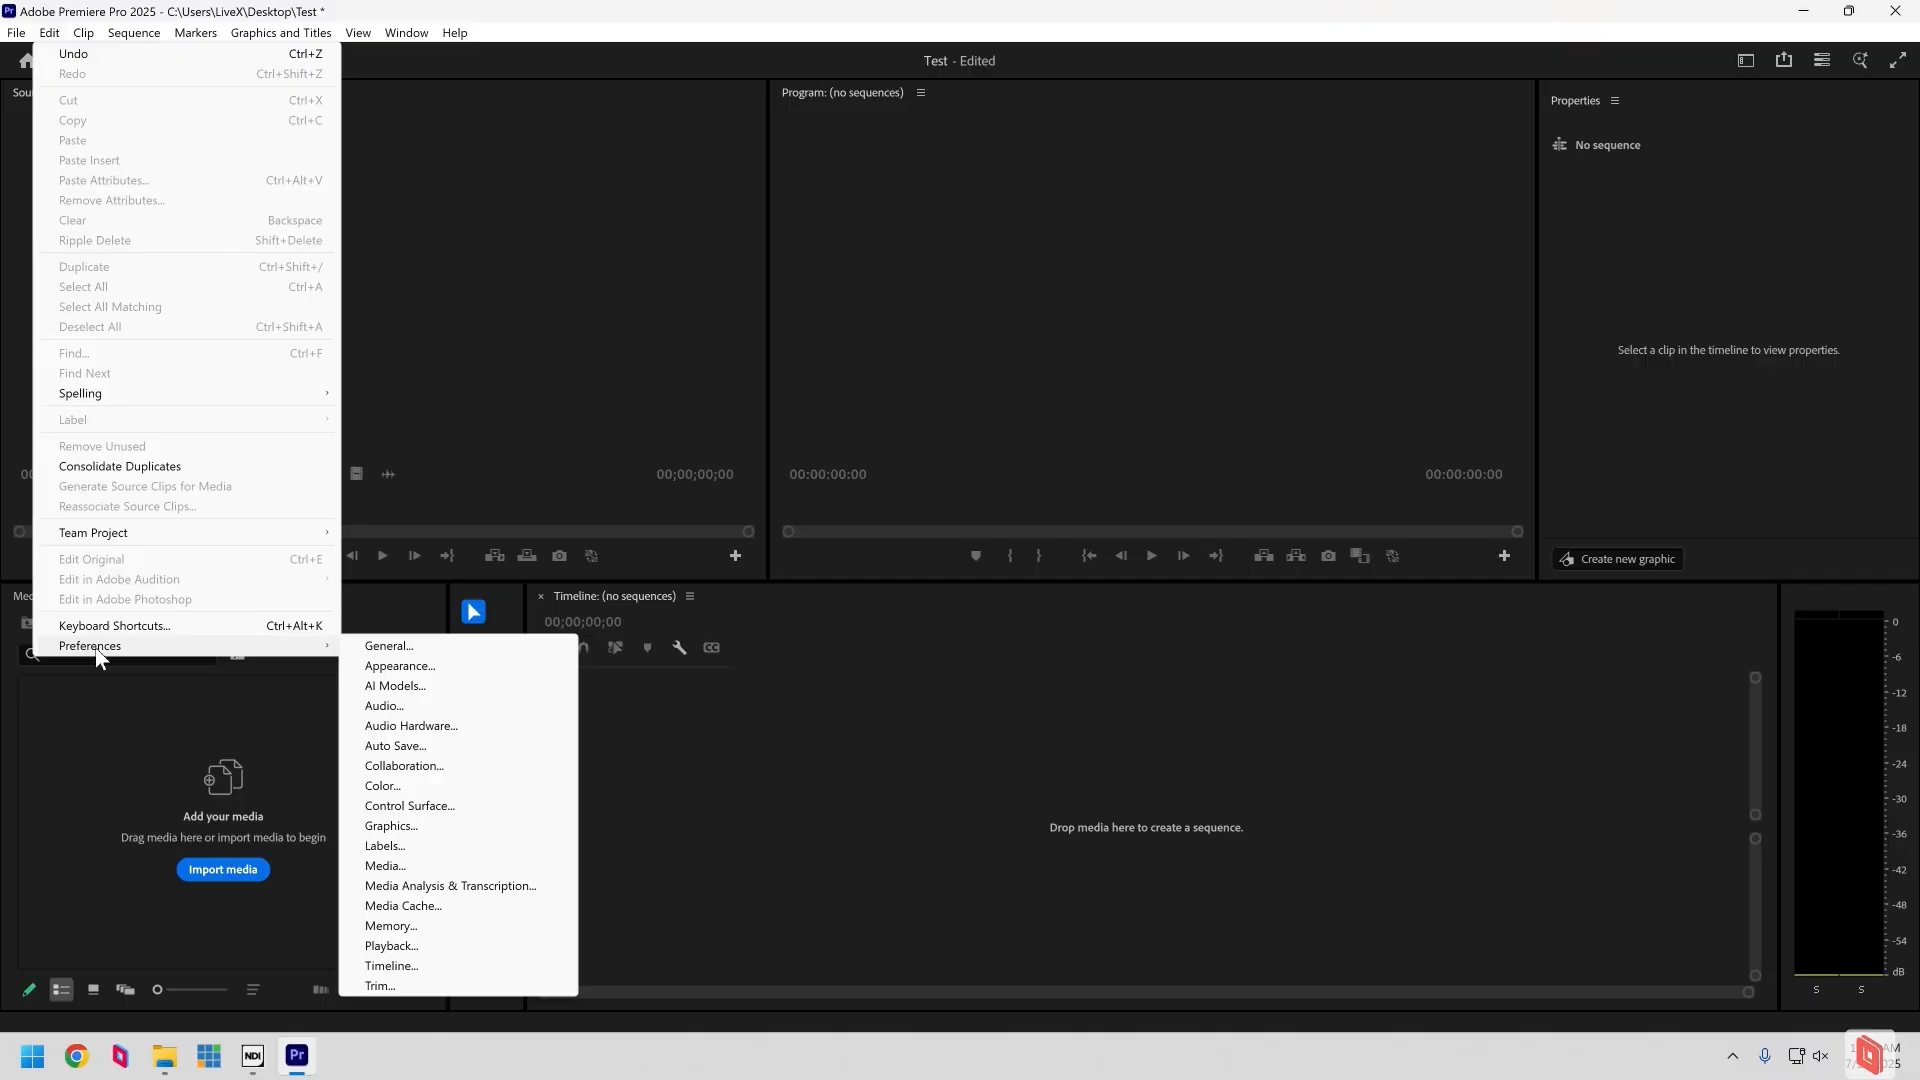 Pr Adobe Premiere Pro 2025 - C:\Users\LiveX\Desktop\Test *
File Edit Clip Sequence Markers Graphics and Titles View Window Help
Test - Edited
Undo Ctrl+Z
Redo Ctrl+Shift+Z
Cut Ctrl+X
Copy Ctrl+C
Paste
Paste Insert
Paste Attributes... Ctrl+Alt+V
Remove Attributes...
Clear Backspace
Ripple Delete Shift+Delete
Duplicate Ctrl+Shift+/
Select All Ctrl+A
Select All Matching
Deselect All Ctrl+Shift+A
Find... Ctrl+F
Find Next
Spelling
Label
Remove Unused
Consolidate Duplicates
Generate Source Clips for Media
Reassociate Source Clips...
Team Project
Edit Original Ctrl+E
Edit in Adobe Audition
Edit in Adobe Photoshop
Keyboard Shortcuts... Ctrl+Alt+K
Preferences
General...
Appearance...
AI Models...
Audio...
Audio Hardware...
Auto Save...
Collaboration...
Color...
Control Surface...
Graphics...
Labels...
Media...
Media Analysis & Transcription...
Media Cache...
Memory...
Playback...
Timeline...
Trim...
Sou
00;00;00;00
Program: (no sequences)
00:00:00:00 00:00:00:00
Properties
No sequence
Select a clip in the timeline to view properties.
Create new graphic
Add your media
Drag media here or import media to begin
Import media
× Timeline: (no sequences)
00;00;00;00
CC
Drop media here to create a sequence.
0
-6
-12
-18
-24
-30
-36
-42
-48
-54
dB
S S
NDI Pr